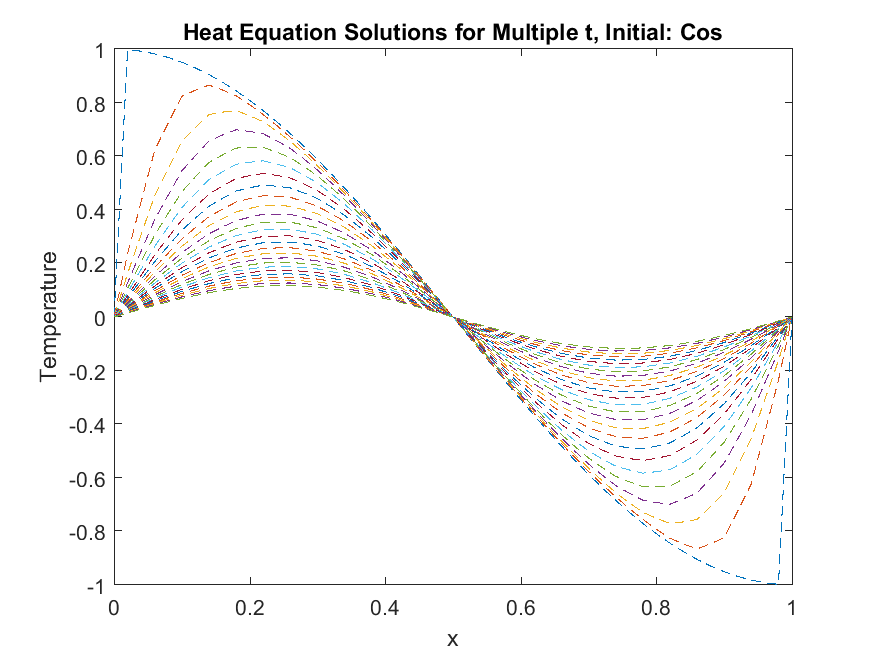 Heat Equation Solutions for Multiple t, Initial: Cos
1
0.8
0.6
0.4
0.2
0
-0.2
-0.4
-0.6
-0.8
-1
Temperature
0 0.2 0.4 0.6 0.8 1
x